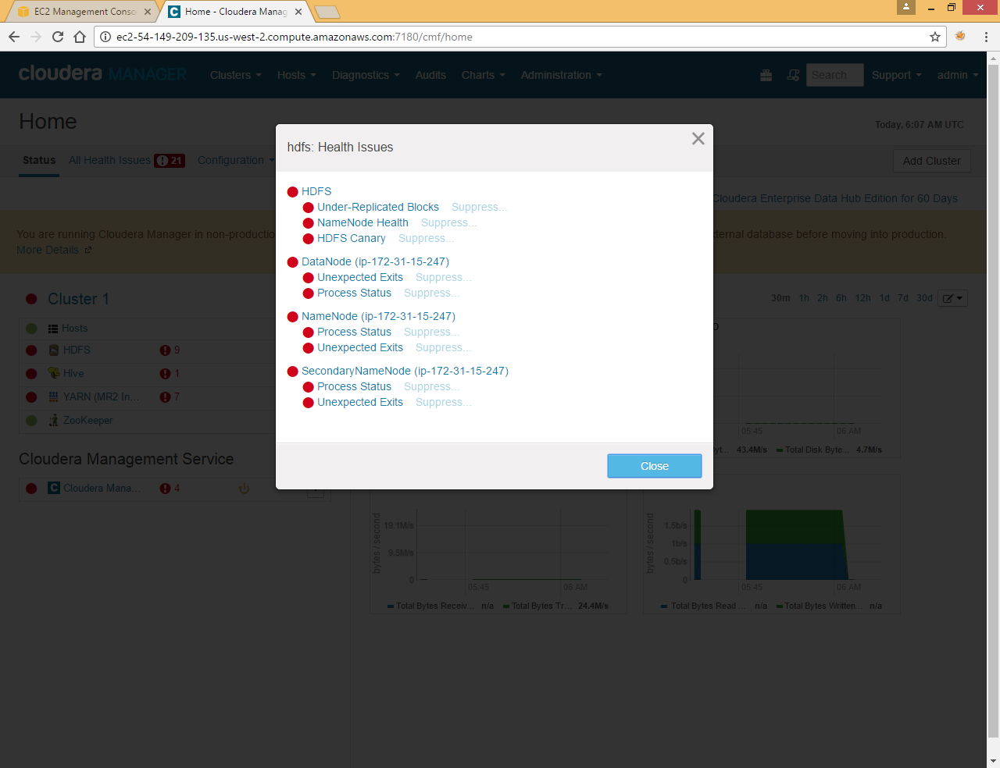 EC2 Management Conso
Home - Cloudera Manag
ec2-54-149-209-135.us-west-2.compute.amazonaws.com:7180/cmf/home
cloudera MANAGER Clusters Hosts Diagnostics Audits Charts Administration Search Support admin
Home
Today, 6:07 AM UTC
Status All Health Issues 21 Configuration
Add Cluster
Cloudera Enterprise Data Hub Edition for 60 Days
You are running Cloudera Manager in non-productio
ternal database before moving into production.
More Details
hdfs: Health Issues
HDFS
Under-Replicated Blocks Suppress...
NameNode Health Suppress...
HDFS Canary Suppress...
DataNode (ip-172-31-15-247)
Unexpected Exits Suppress...
Process Status Suppress...
NameNode (ip-172-31-15-247)
Process Status Suppress...
Unexpected Exits Suppress...
SecondaryNameNode (ip-172-31-15-247)
Process Status Suppress...
Unexpected Exits Suppress...
Close
Cluster 1
30m 1h 2h 6h 12h 1d 7d 30d
Hosts
HDFS 9
Hive 1
YARN (MR2 In... 7
ZooKeeper
Cloudera Management Service
Cloudera Mana... 4
05:45 06 AM
yt... 43.4M/s Total Disk Byte... 4.7M/s
bytes / second
19.1M/s
9.5M/s
0
05:45 06 AM
Total Bytes Receiv... n/a Total Bytes Tr... 24.4M/s
bytes / second
1.5b/s
1b/s
0.5b/s
0
05:45 06 AM
Total Bytes Read ... n/a Total Bytes Written... n/a